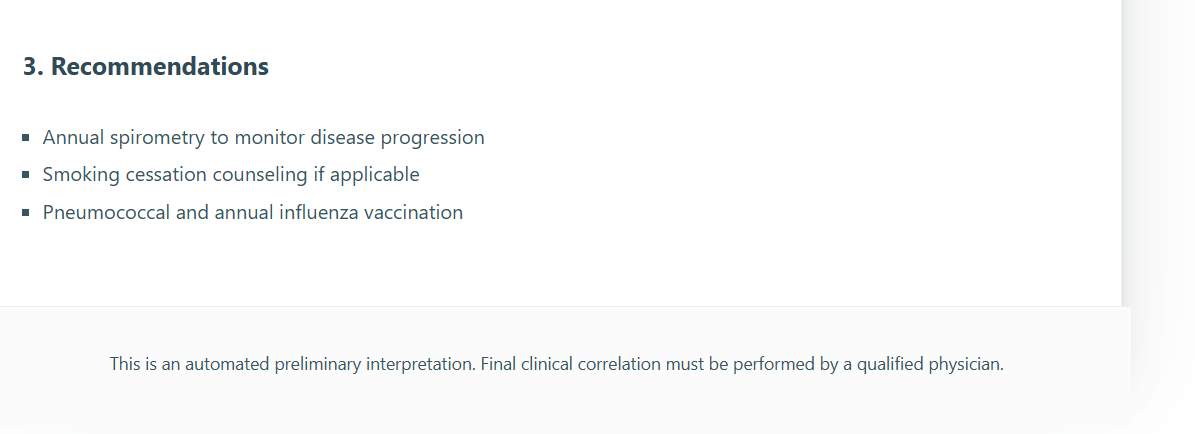 3. Recommendations
Annual spirometry to monitor disease progression
Smoking cessation counseling if applicable
Pneumococcal and annual influenza vaccination
This is an automated preliminary interpretation. Final clinical correlation must be performed by a qualified physician.